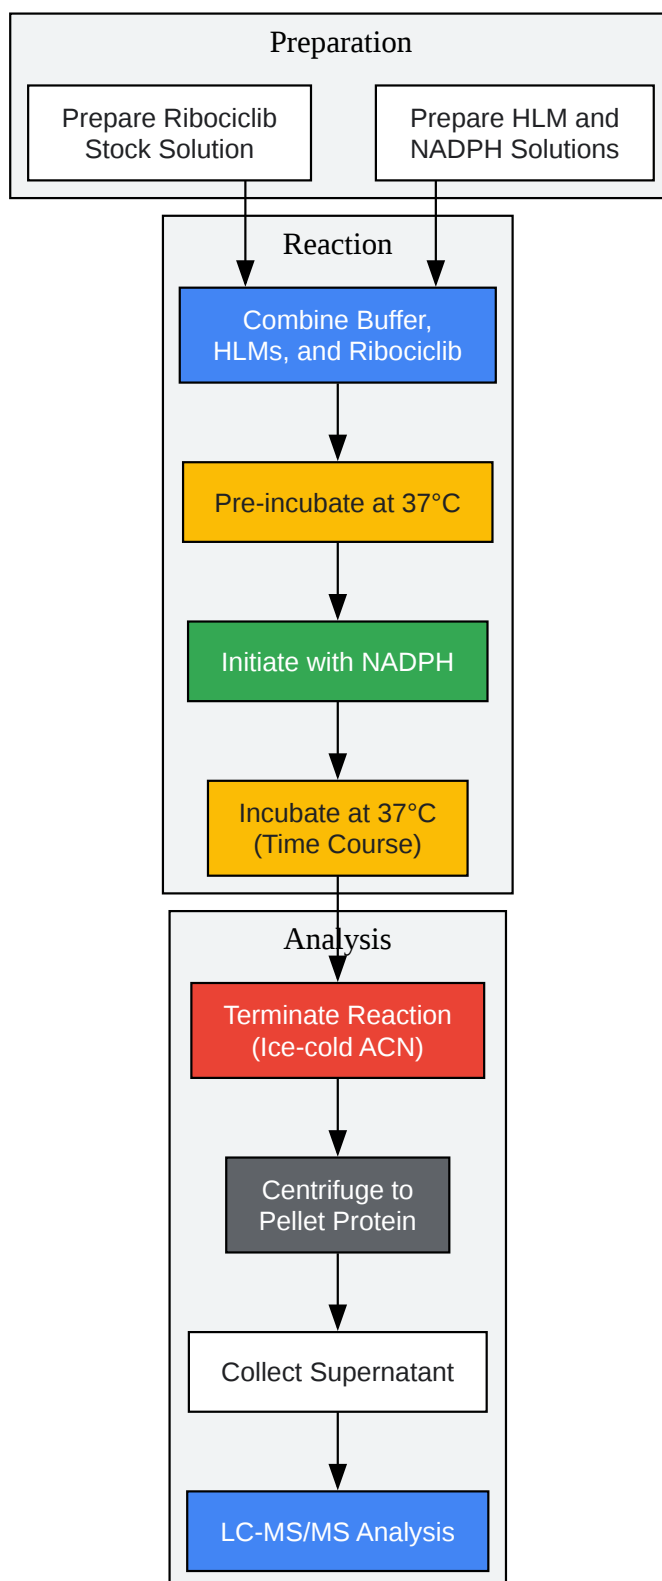 Preparation
Prepare Ribociclib
Stock Solution
Prepare HLM and
NADPH Solutions
Reaction
Combine Buffer,
HLMs, and Ribociclib
Pre-incubate at 37°C
Initiate with NADPH
Incubate at 37°C
(Time Course)
Analysis
Terminate Reaction
(Ice-cold ACN)
Centrifuge to
Pellet Protein
Collect Supernatant
LC-MS/MS Analysis